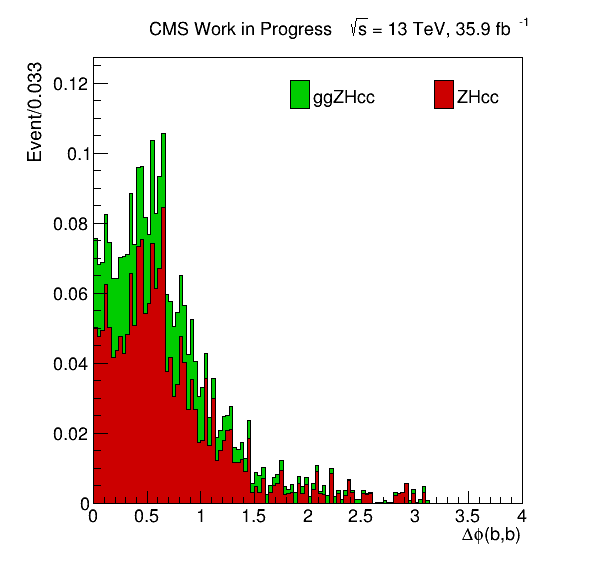 CMS Work in Progress √s = 13 TeV, 35.9 fb -1
Event/0.033
ggZHcc ZHcc
0.12
0.1
0.08
0.06
0.04
0.02
0
0 0.5 1 1.5 2 2.5 3 3.5 4
Δϕ(b,b)